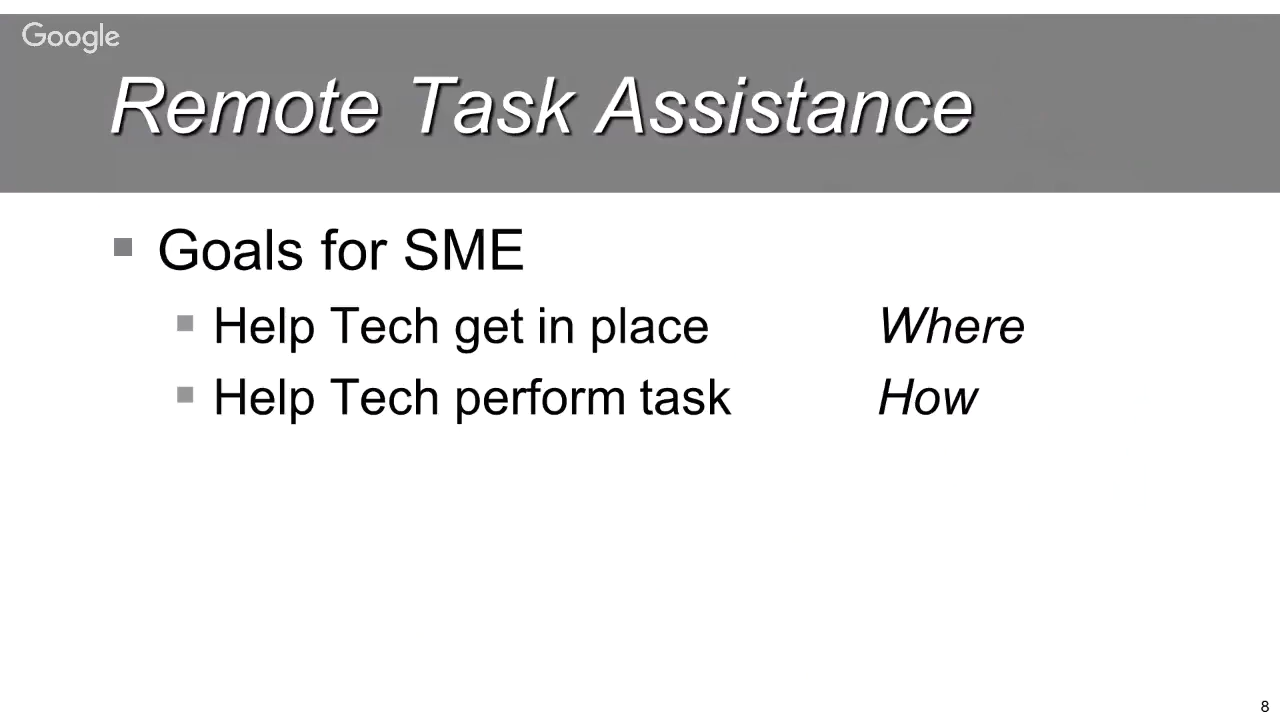 Google
Remote Task Assistance
Goals for SME
Help Tech get in place Where
Help Tech perform task How
8